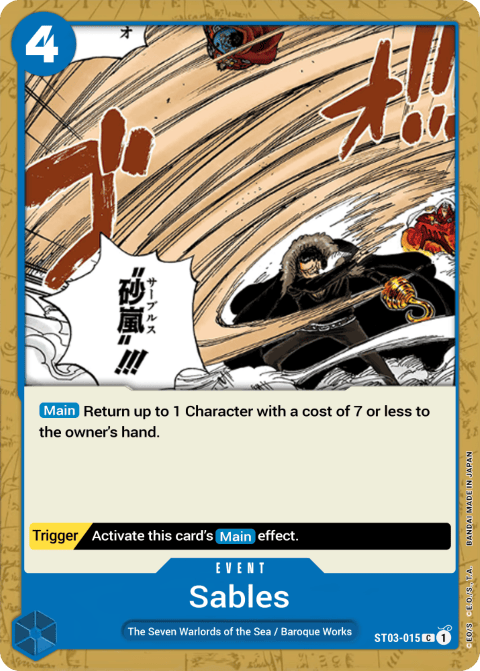 4
オ
オ!!
ゴ
サーブルス
"砂嵐"!!!
Main Return up to 1 Character with a cost of 7 or less to
the owner's hand.
Trigger Activate this card's Main effect.
EVENT
Sables
The Seven Warlords of the Sea / Baroque Works
ST03-015 C 1
©E.O./S. ©E.O./S.,T.A. BANDAI MADE IN JAPAN